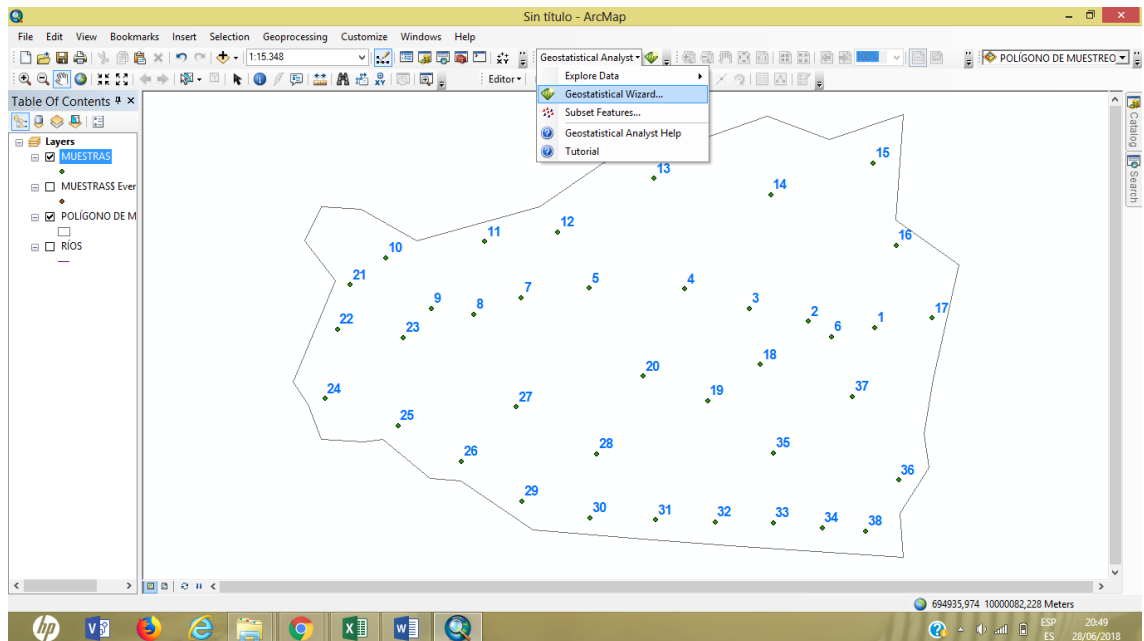 Sin título - ArcMap
File Edit View Bookmarks Insert Selection Geoprocessing Customize Windows Help
1:15.348
Geostatistical Analyst
100%
POLÍGONO DE MUESTREO
Editor
Explore Data
Geostatistical Wizard...
Subset Features...
Geostatistical Analyst Help
Tutorial
Table Of Contents
Layers
MUESTRAS
MUESTRAS$ Ever
POLÍGONO DE M
RÍOS
Catalog
Search
15
13
14
12
11
16
10
21
5
4
7
9
8
3
17
2
1
22
23
6
18
20
24
37
19
27
25
28
35
26
36
29
30
31
32
33
34
38
694935,974 10000082,228 Meters
hp
ESP
ES
20:49
28/06/2018